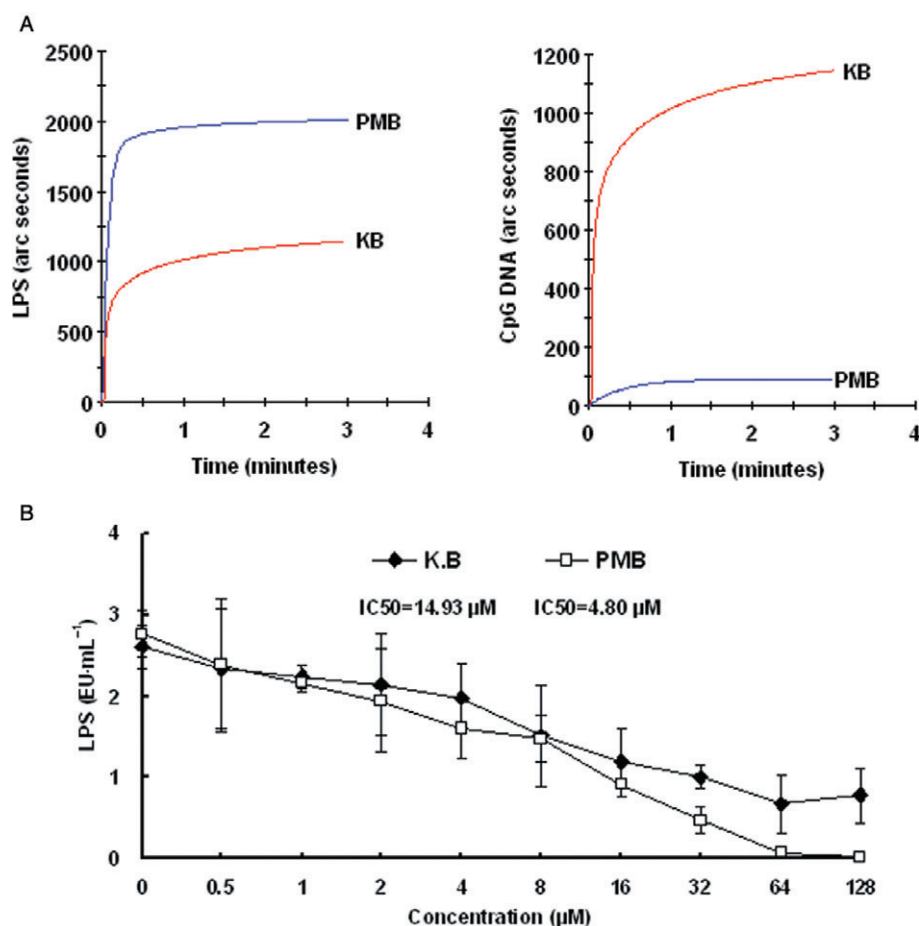 A
2500
2000
1500
1000
500
0
LPS (arc seconds)
PMB
KB
0 1 2 3 4
Time (minutes)
1200
1000
800
600
400
200
0
CpG DNA (arc seconds)
KB
PMB
0 1 2 3 4
Time (minutes)
B
4
3
2
1
0
LPS (EU·mL⁻¹)
K.B PMB
IC50=14.93 µM IC50=4.80 µM
0 0.5 1 2 4 8 16 32 64 128
Concentration (µM)